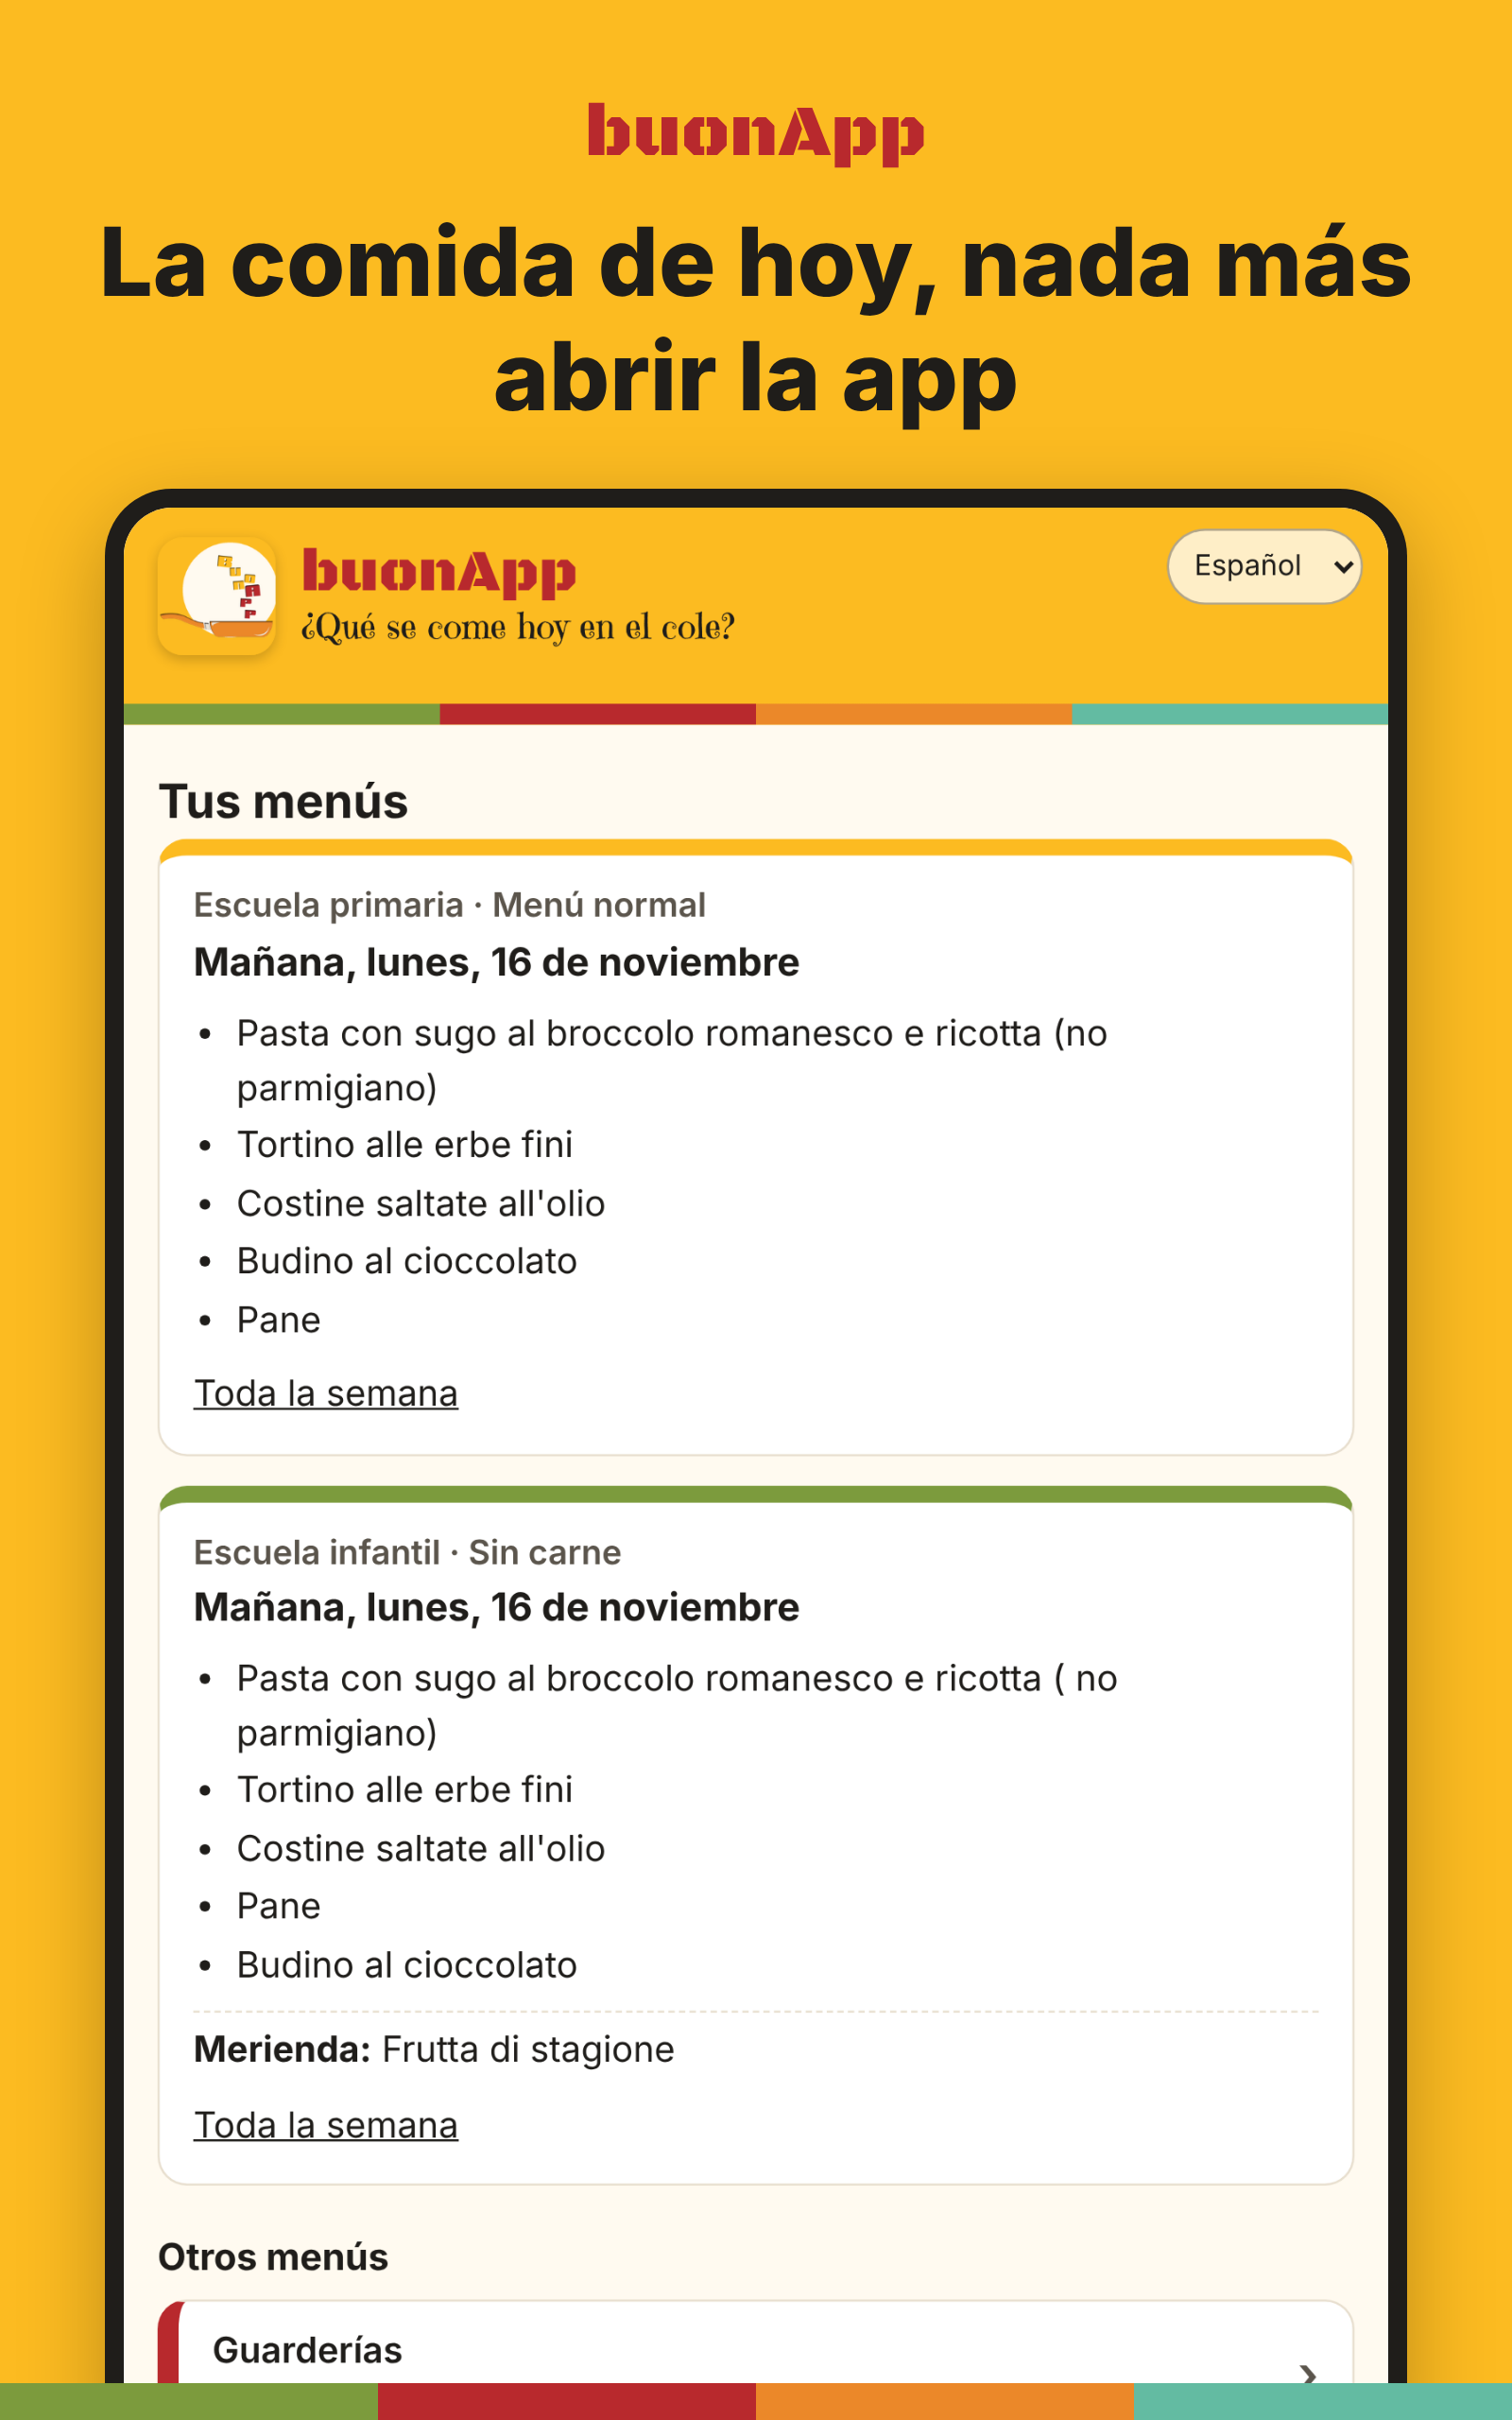 buonApp
La comida de hoy, nada más
abrir la app
buonApp
¿Qué se come hoy en el cole?
Español
Tus menús
Escuela primaria · Menú normal
Mañana, lunes, 16 de noviembre
• Pasta con sugo al broccolo romanesco e ricotta (no
parmigiano)
• Tortino alle erbe fini
• Costine saltate all'olio
• Budino al cioccolato
• Pane
Toda la semana
Escuela infantil · Sin carne
Mañana, lunes, 16 de noviembre
• Pasta con sugo al broccolo romanesco e ricotta ( no
parmigiano)
• Tortino alle erbe fini
• Costine saltate all'olio
• Pane
• Budino al cioccolato
Merienda: Frutta di stagione
Toda la semana
Otros menús
Guarderías